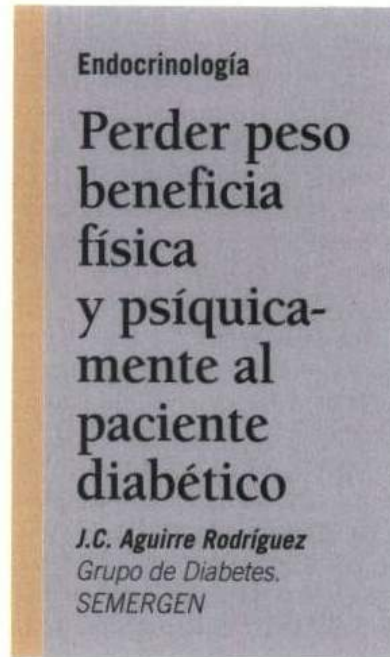 Endocrinología
Perder peso
beneficia
física
y psíquica-
mente al
paciente
diabético
J.C. Aguirre Rodríguez
Grupo de Diabetes.
SEMERGEN